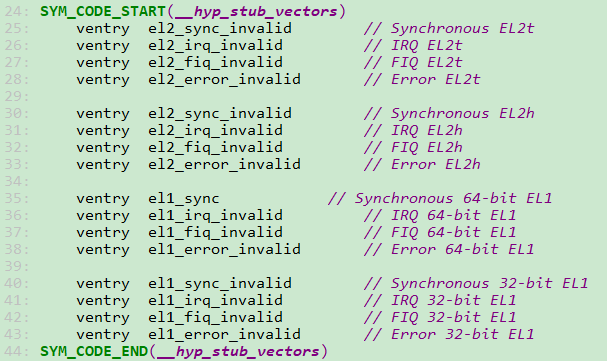 24: SYM_CODE_START(__hyp_stub_vectors)
25:     ventry  el2_sync_invalid        // Synchronous EL2t
26:     ventry  el2_irq_invalid         // IRQ EL2t
27:     ventry  el2_fiq_invalid         // FIQ EL2t
28:     ventry  el2_error_invalid       // Error EL2t
29:
30:     ventry  el2_sync_invalid        // Synchronous EL2h
31:     ventry  el2_irq_invalid         // IRQ EL2h
32:     ventry  el2_fiq_invalid         // FIQ EL2h
33:     ventry  el2_error_invalid       // Error EL2h
34:
35:     ventry  el1_sync            // Synchronous 64-bit EL1
36:     ventry  el1_irq_invalid         // IRQ 64-bit EL1
37:     ventry  el1_fiq_invalid         // FIQ 64-bit EL1
38:     ventry  el1_error_invalid       // Error 64-bit EL1
39:
40:     ventry  el1_sync_invalid        // Synchronous 32-bit EL1
41:     ventry  el1_irq_invalid         // IRQ 32-bit EL1
42:     ventry  el1_fiq_invalid         // FIQ 32-bit EL1
43:     ventry  el1_error_invalid       // Error 32-bit EL1
44: SYM_CODE_END(__hyp_stub_vectors)